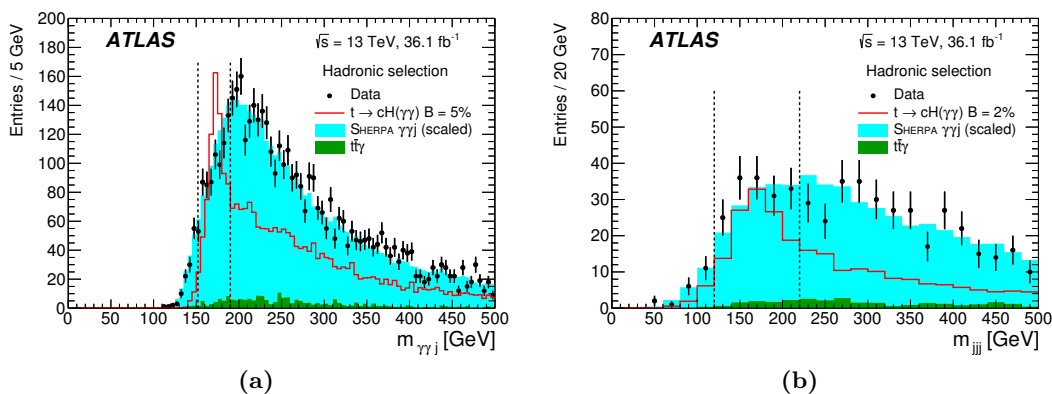 ATLAS
√s = 13 TeV, 36.1 fb⁻¹
Hadronic selection
Data
t → cH(γγ) B = 5%
SHERPA γγj (scaled)
tt̄γ
Entries / 5 GeV
200
180
160
140
120
100
80
60
40
20
0
0 50 100 150 200 250 300 350 400 450 500
m_γγj [GeV]
(a)
ATLAS
√s = 13 TeV, 36.1 fb⁻¹
Hadronic selection
Data
t → cH(γγ) B = 2%
SHERPA γγj (scaled)
tt̄γ
Entries / 20 GeV
80
70
60
50
40
30
20
10
0
0 50 100 150 200 250 300 350 400 450 500
m_jjj [GeV]
(b)